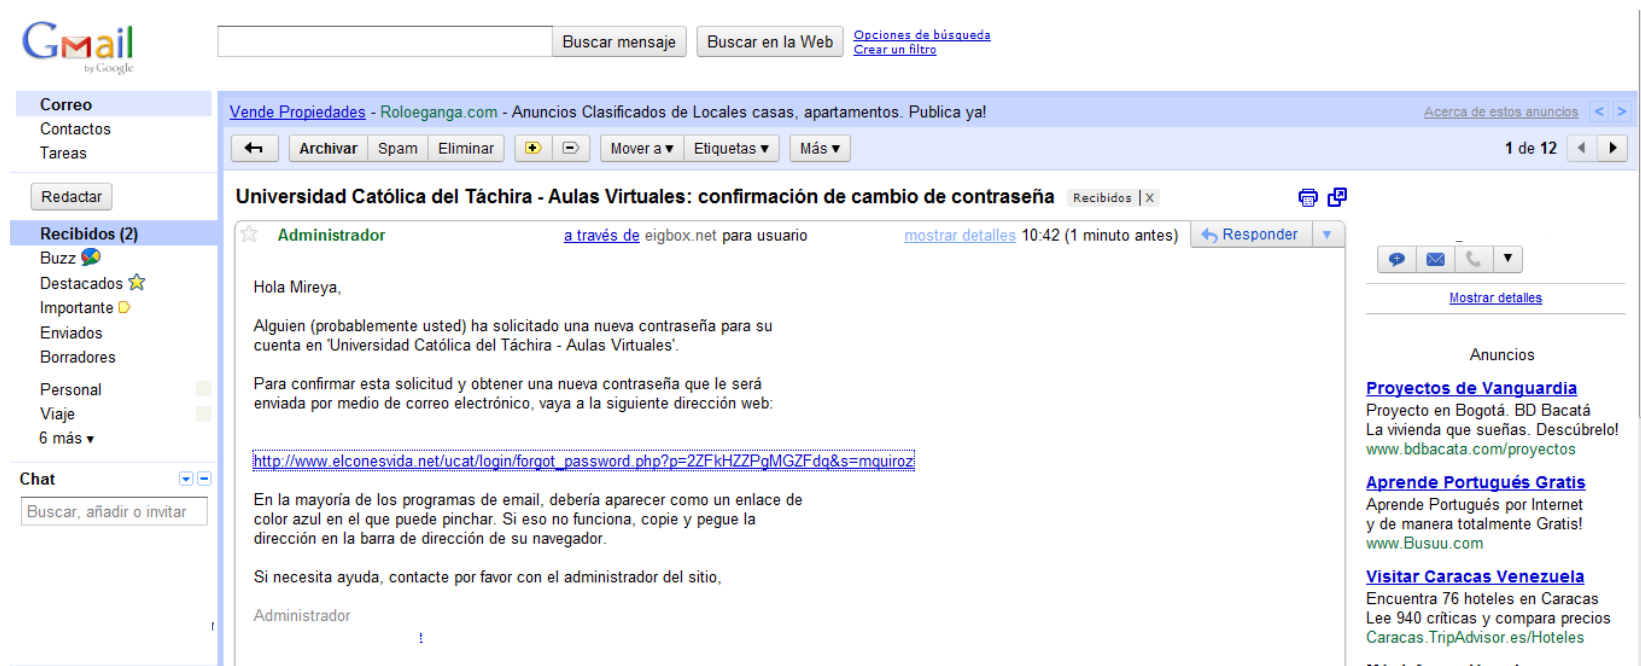 Gmail
by Google
Buscar mensaje
Buscar en la Web
Opciones de búsqueda
Crear un filtro
Correo
Contactos
Tareas
Redactar
Recibidos (2)
Buzz
Destacados
Importante
Enviados
Borradores
Personal
Viaje
6 más
Chat
Buscar, añadir o invitar
Vende Propiedades - Roloeganga.com - Anuncios Clasificados de Locales casas, apartamentos. Publica ya!
Acerca de estos anuncios < >
Archivar Spam Eliminar Mover a Etiquetas Más
1 de 12
Universidad Católica del Táchira - Aulas Virtuales: confirmación de cambio de contraseña Recibidos | X
Administrador a través de eigbox.net para usuario mostrar detalles 10:42 (1 minuto antes) Responder
Hola Mireya,
Alguien (probablemente usted) ha solicitado una nueva contraseña para su
cuenta en 'Universidad Católica del Táchira - Aulas Virtuales'.
Para confirmar esta solicitud y obtener una nueva contraseña que le será
enviada por medio de correo electrónico, vaya a la siguiente dirección web:
http://www.elconesvida.net/ucat/login/forgot_password.php?p=2ZFkHZZPgMGZFdq&s=mquiroz
En la mayoría de los programas de email, debería aparecer como un enlace de
color azul en el que puede pinchar. Si eso no funciona, copie y pegue la
dirección en la barra de dirección de su navegador.
Si necesita ayuda, contacte por favor con el administrador del sitio,
Administrador
Mostrar detalles
Anuncios
Proyectos de Vanguardia
Proyecto en Bogotá. BD Bacatá
La vivienda que sueñas. Descúbrelo!
www.bdbacata.com/proyectos
Aprende Portugués Gratis
Aprende Portugués por Internet
y de manera totalmente Gratis!
www.Busuu.com
Visitar Caracas Venezuela
Encuentra 76 hoteles en Caracas
Lee 940 críticas y compara precios
Caracas.TripAdvisor.es/Hoteles